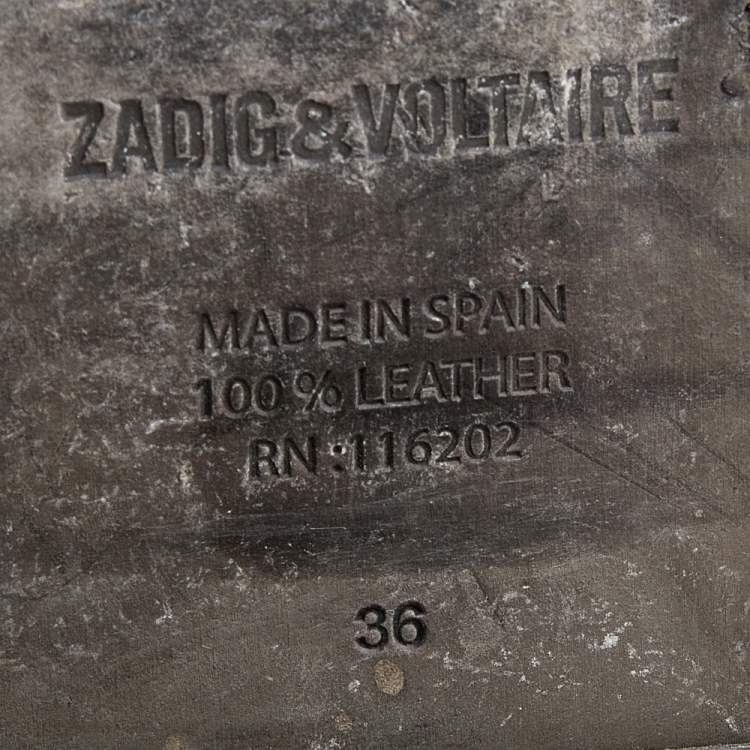 ZADIG&VOLTAIRE
MADE IN SPAIN
100% LEATHER
RN :116202
36